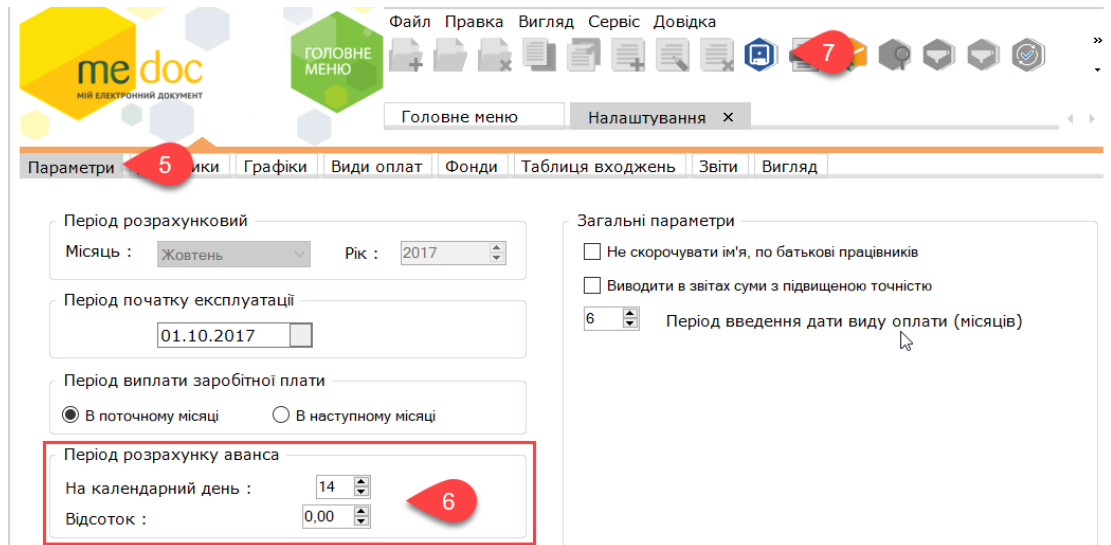 Файл Правка Вигляд Сервіс Довідка
me doc
МІЙ ЕЛЕКТРОННИЙ ДОКУМЕНТ
ГОЛОВНЕ
МЕНЮ
7
»
Головне меню
Налаштування ×
Параметри 5 ики Графіки Види оплат Фонди Таблиця входжень Звіти Вигляд
Період розрахунковий
Місяць : Жовтень Рік : 2017
Період початку експлуатації
01.10.2017
Період виплати заробітної плати
В поточному місяці В наступному місяці
Період розрахунку аванса
На календарний день : 14
Відсоток : 0,00
6
Загальні параметри
Не скорочувати ім'я, по батькові працівників
Виводити в звітах суми з підвищеною точністю
6 Період введення дати виду оплати (місяців)